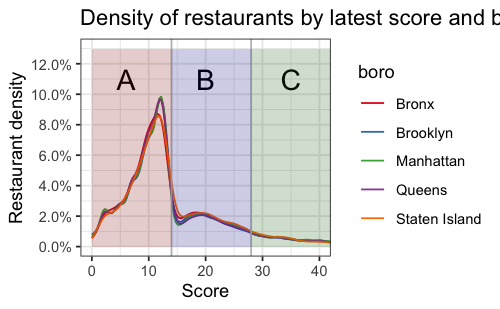 Density of restaurants by latest score and b
12.0%
10.0%
8.0%
6.0%
4.0%
2.0%
0.0%
Restaurant density
A B C
0 10 20 30 40
Score
boro
Bronx
Brooklyn
Manhattan
Queens
Staten Island